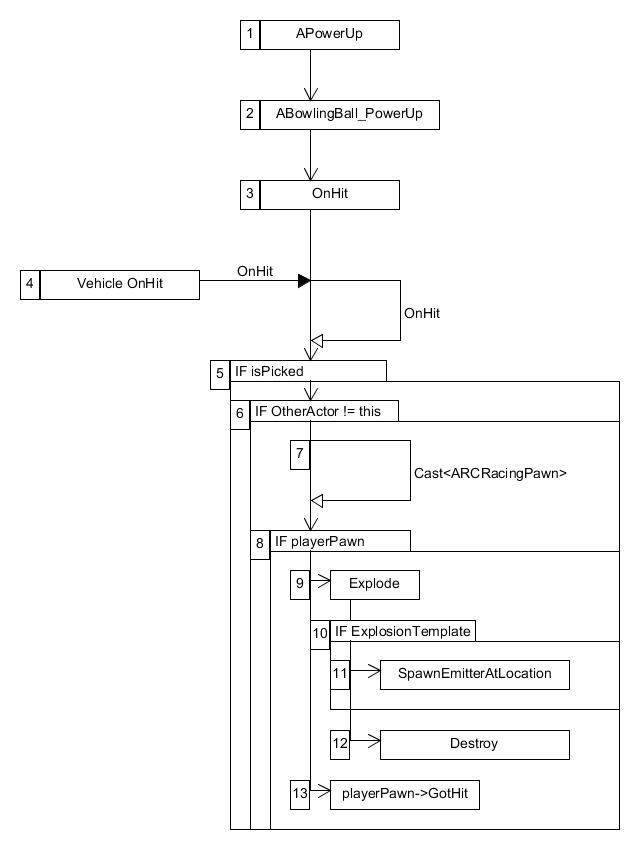 1 APowerUp
2 ABowlingBall_PowerUp
3 OnHit
4 Vehicle OnHit
OnHit
OnHit
5 IF isPicked
6 IF OtherActor != this
7
Cast<ARCRacingPawn>
8 IF playerPawn
9 Explode
10 IF ExplosionTemplate
11 SpawnEmitterAtLocation
12 Destroy
13 playerPawn->GotHit